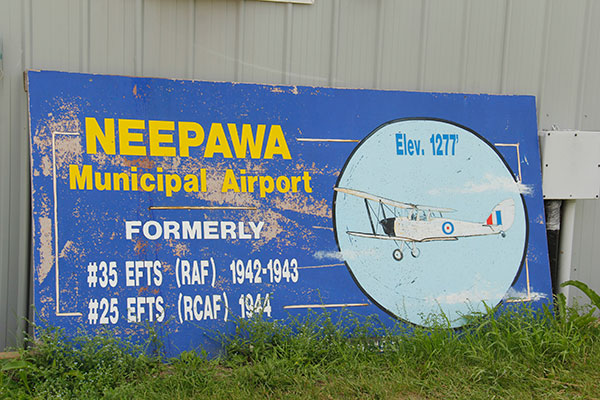 NEEPAWA
Municipal Airport
FORMERLY
#35 EFTS (RAF) 1942-1943
#25 EFTS (RCAF) 1944
Elev. 1277'